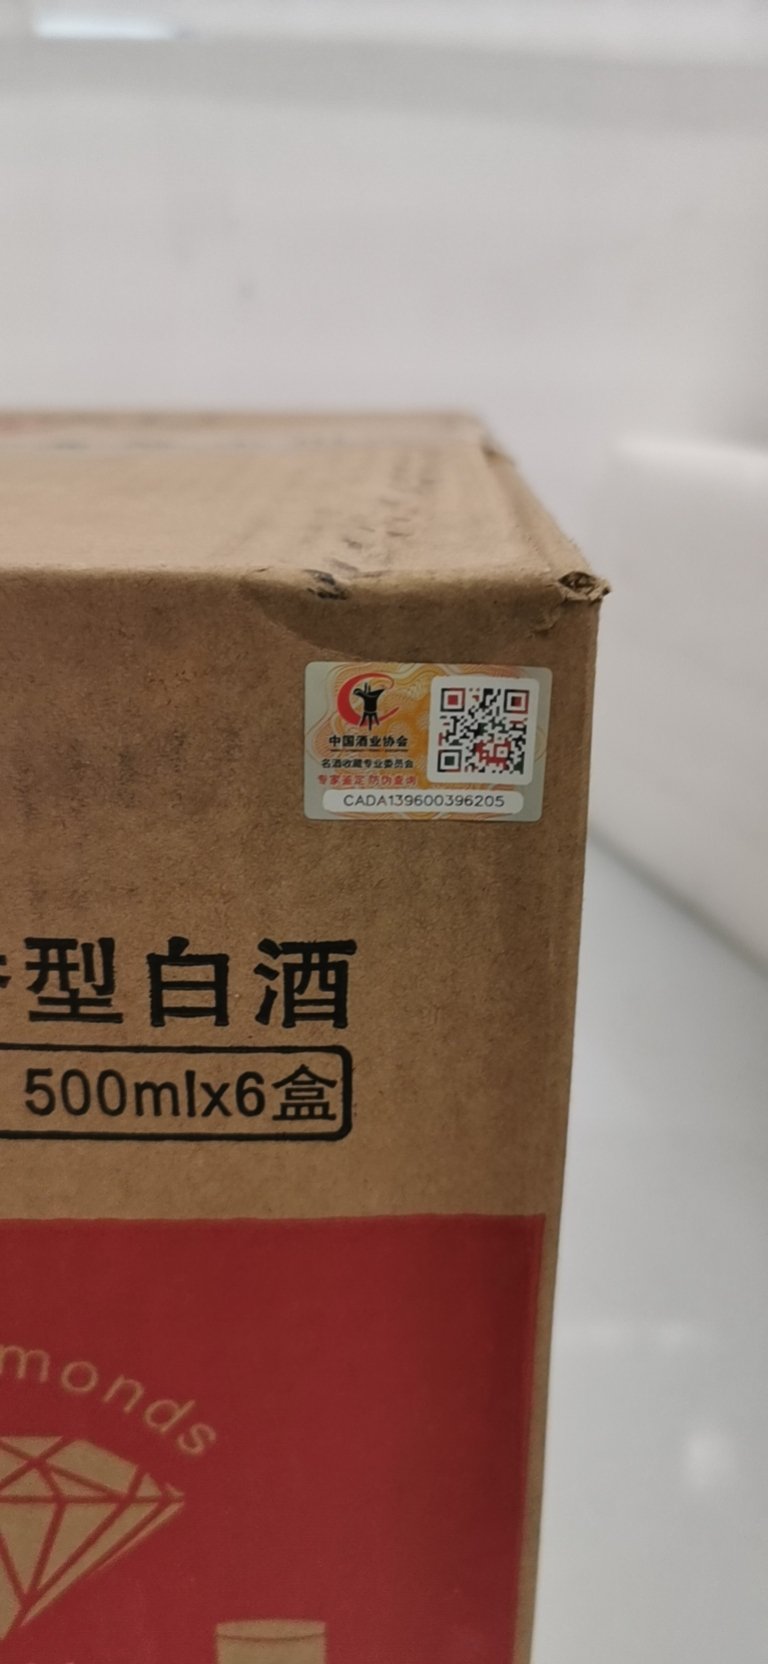 中国酒业协会
名酒收藏专业委员会
专家鉴定 防伪查询
CADA139600396205
型白酒
500mlx6盒
monds